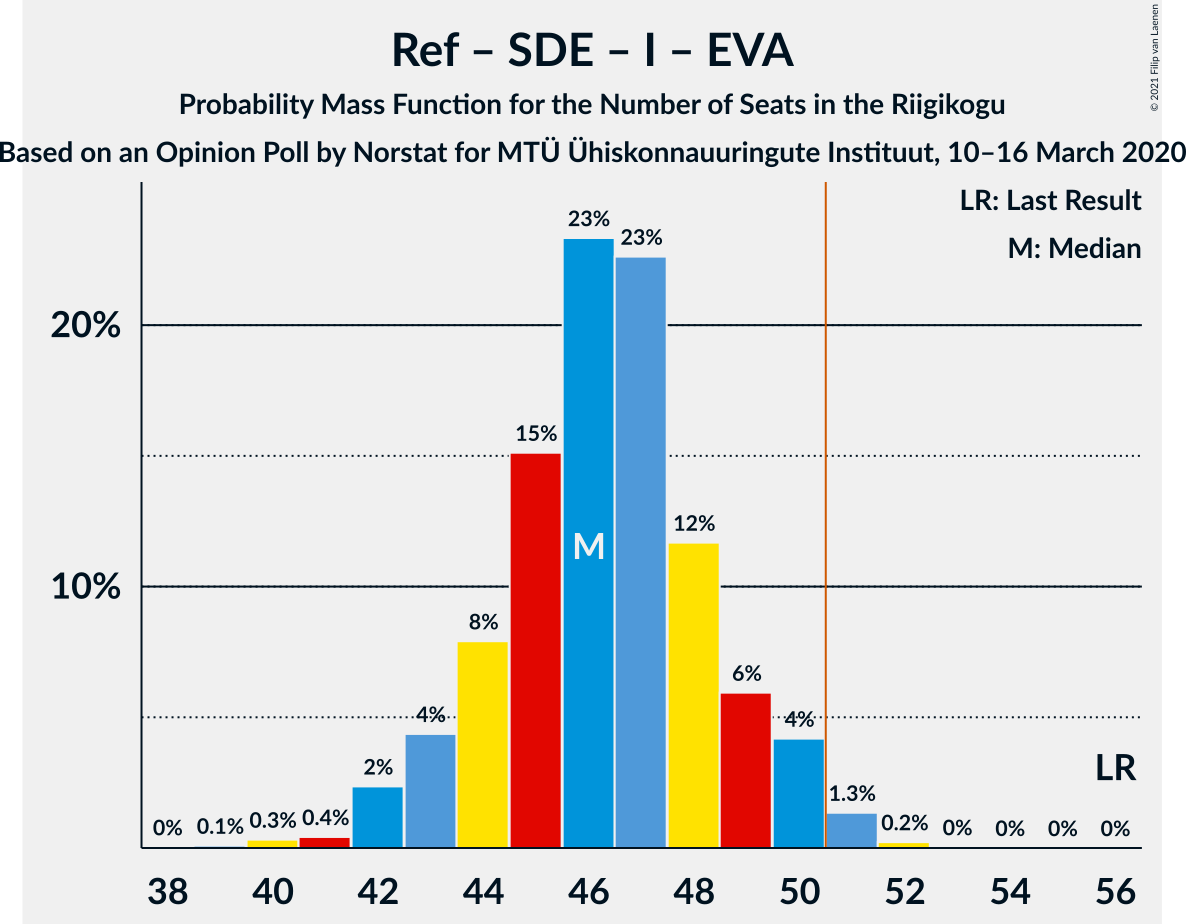 Ref – SDE – I – EVA
Probability Mass Function for the Number of Seats in the Riigikogu
Based on an Opinion Poll by Norstat for MTÜ Ühiskonnauuringute Instituut, 10–16 March 2020
© 2021 Filip van Laenen
LR: Last Result
M: Median
20%
10%
0%
0.1%
0.3%
0.4%
2%
4%
8%
15%
23%
23%
12%
6%
4%
1.3%
0.2%
0%
0%
0%
0%
M
LR
38 40 42 44 46 48 50 52 54 56